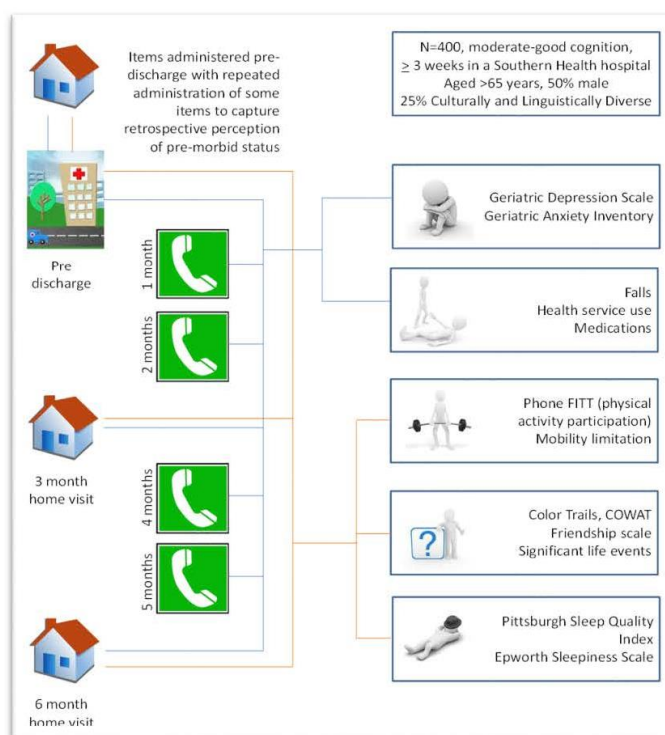 Items administered pre-
discharge with repeated
administration of some
items to capture
retrospective perception
of pre-morbid status
N=400, moderate-good cognition,
≥ 3 weeks in a Southern Health hospital
Aged >65 years, 50% male
25% Culturally and Linguistically Diverse
Pre
discharge
1 month
2 months
3 month
home visit
4 months
5 months
6 month
home visit
Geriatric Depression Scale
Geriatric Anxiety Inventory
Falls
Health service use
Medications
Phone FITT (physical
activity participation)
Mobility limitation
Color Trails, COWAT
Friendship scale
Significant life events
?
Pittsburgh Sleep Quality
Index
Epworth Sleepiness Scale